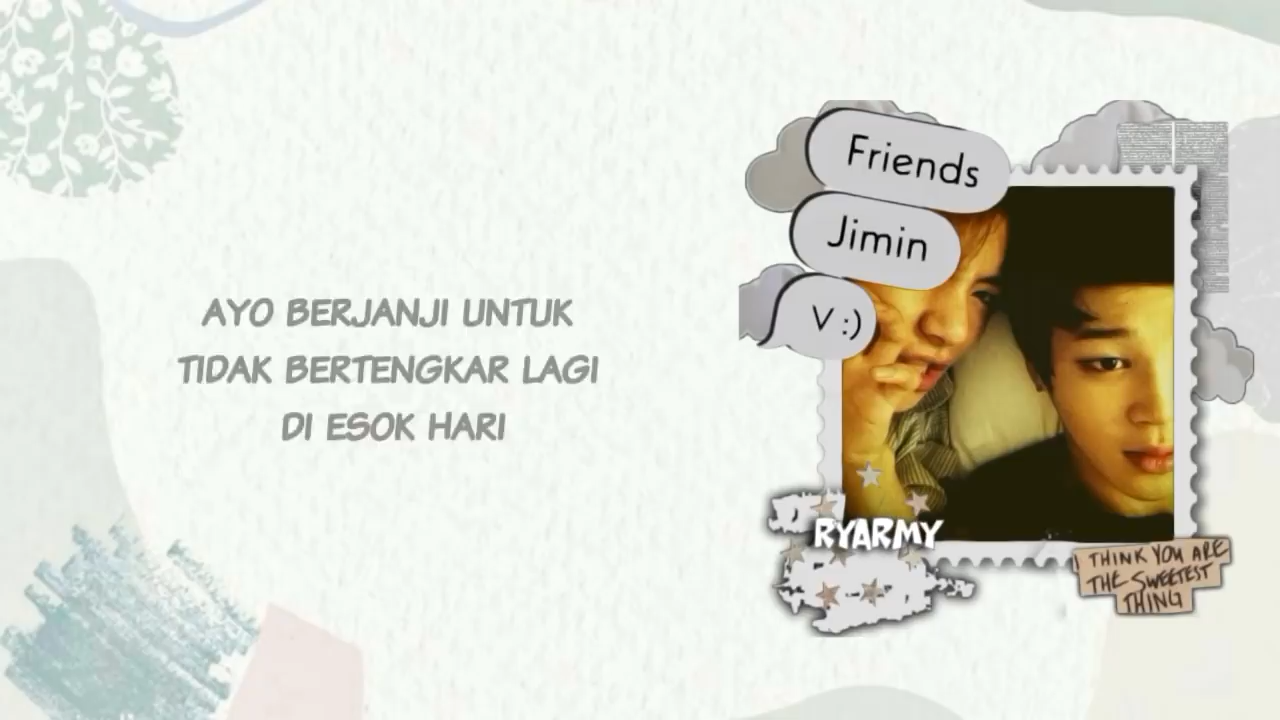 AYO BERJANJI UNTUK
TIDAK BERTENGKAR LAGI
DI ESOK HARI
Friends
Jimin
V :)
RYARMY
I THINK YOU ARE
THE SWEETEST
THING